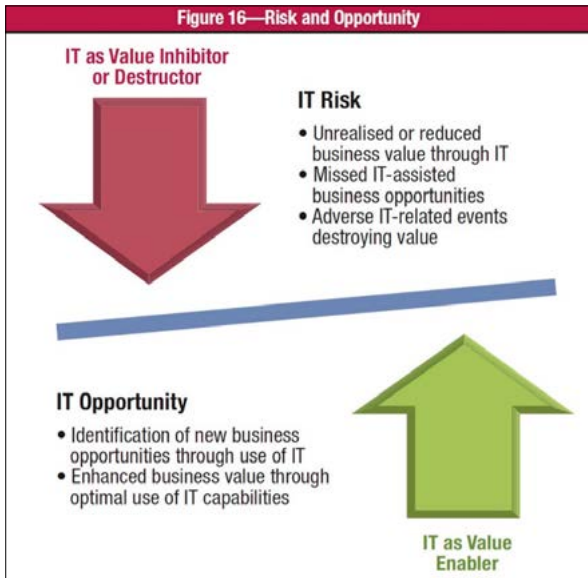 Figure 16—Risk and Opportunity
IT as Value Inhibitor
or Destructor
IT Risk
• Unrealised or reduced
business value through IT
• Missed IT-assisted
business opportunities
• Adverse IT-related events
destroying value
IT Opportunity
• Identification of new business
opportunities through use of IT
• Enhanced business value through
optimal use of IT capabilities
IT as Value
Enabler